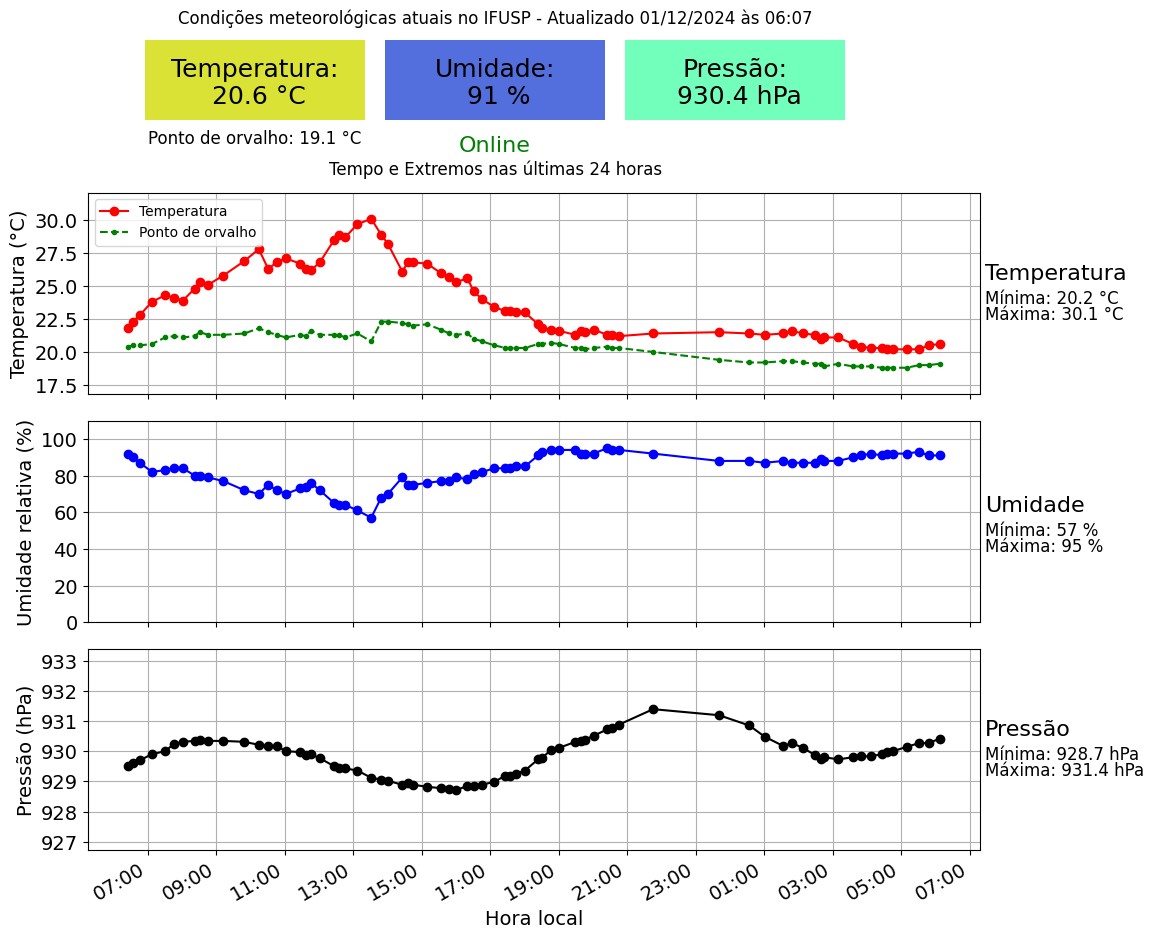 Condições meteorológicas atuais no IFUSP - Atualizado 01/12/2024 às 06:07
Temperatura:
20.6 °C
Umidade:
91 %
Pressão:
930.4 hPa
Ponto de orvalho: 19.1 °C
Online
Tempo e Extremos nas últimas 24 horas
Temperatura (°C)
30.0
27.5
25.0
22.5
20.0
17.5
Temperatura
Ponto de orvalho
Temperatura
Mínima: 20.2 °C
Máxima: 30.1 °C
Umidade relativa (%)
100
80
60
40
20
0
Umidade
Mínima: 57 %
Máxima: 95 %
Pressão (hPa)
933
932
931
930
929
928
927
Pressão
Mínima: 928.7 hPa
Máxima: 931.4 hPa
07:00 09:00 11:00 13:00 15:00 17:00 19:00 21:00 23:00 01:00 03:00 05:00 07:00
Hora local